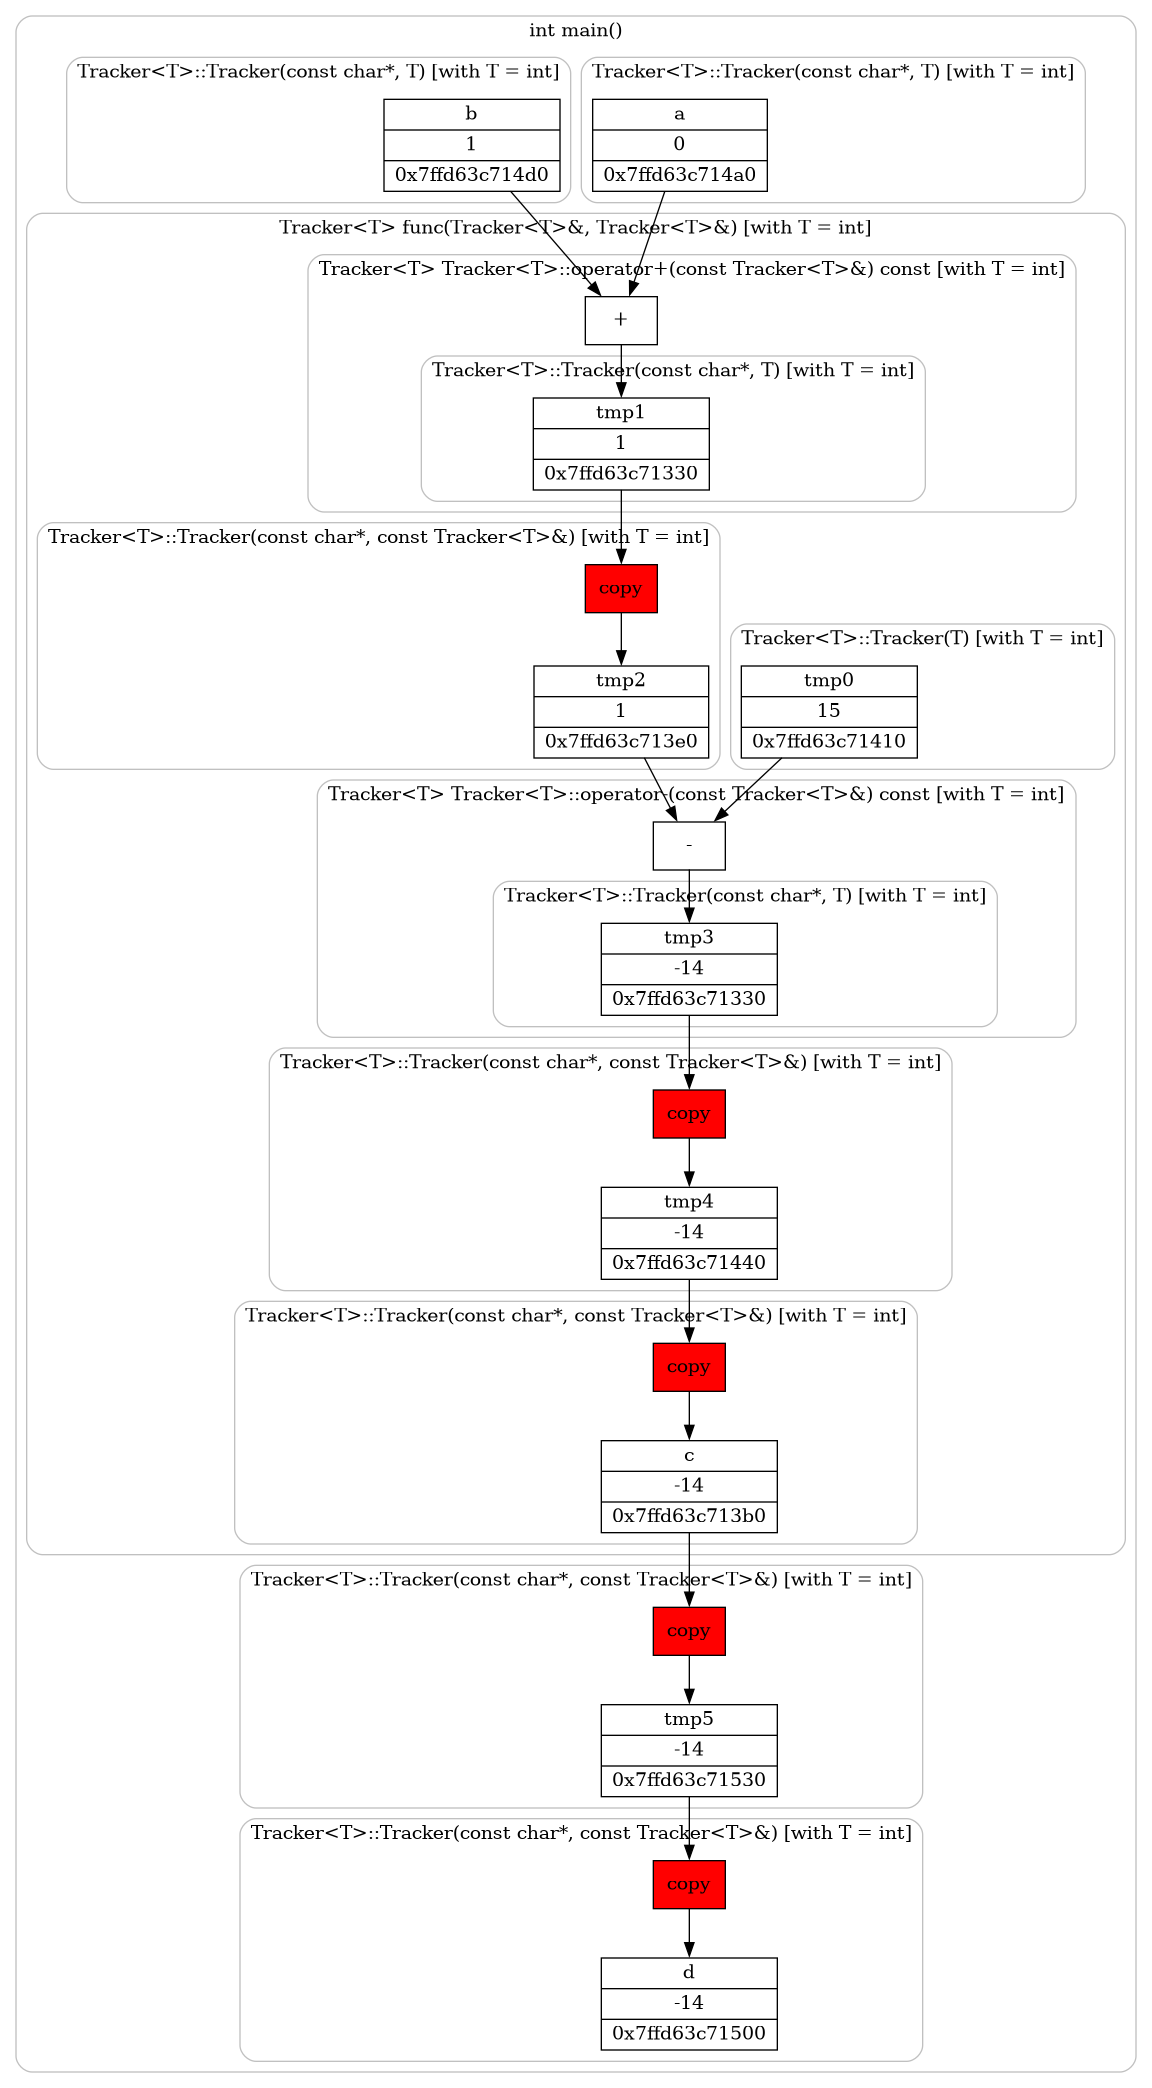 int main()
Tracker<T>::Tracker(const char*, T) [with T = int]
b
1
0x7ffd63c714d0
Tracker<T>::Tracker(const char*, T) [with T = int]
a
0
0x7ffd63c714a0
Tracker<T> func(Tracker<T>&, Tracker<T>&) [with T = int]
Tracker<T> Tracker<T>::operator+(const Tracker<T>&) const [with T = int]
+
Tracker<T>::Tracker(const char*, T) [with T = int]
tmp1
1
0x7ffd63c71330
Tracker<T>::Tracker(const char*, const Tracker<T>&) [with T = int]
copy
tmp2
1
0x7ffd63c713e0
Tracker<T>::Tracker(T) [with T = int]
tmp0
15
0x7ffd63c71410
Tracker<T> Tracker<T>::operator-(const Tracker<T>&) const [with T = int]
-
Tracker<T>::Tracker(const char*, T) [with T = int]
tmp3
-14
0x7ffd63c71330
Tracker<T>::Tracker(const char*, const Tracker<T>&) [with T = int]
copy
tmp4
-14
0x7ffd63c71440
Tracker<T>::Tracker(const char*, const Tracker<T>&) [with T = int]
copy
c
-14
0x7ffd63c713b0
Tracker<T>::Tracker(const char*, const Tracker<T>&) [with T = int]
copy
tmp5
-14
0x7ffd63c71530
Tracker<T>::Tracker(const char*, const Tracker<T>&) [with T = int]
copy
d
-14
0x7ffd63c71500